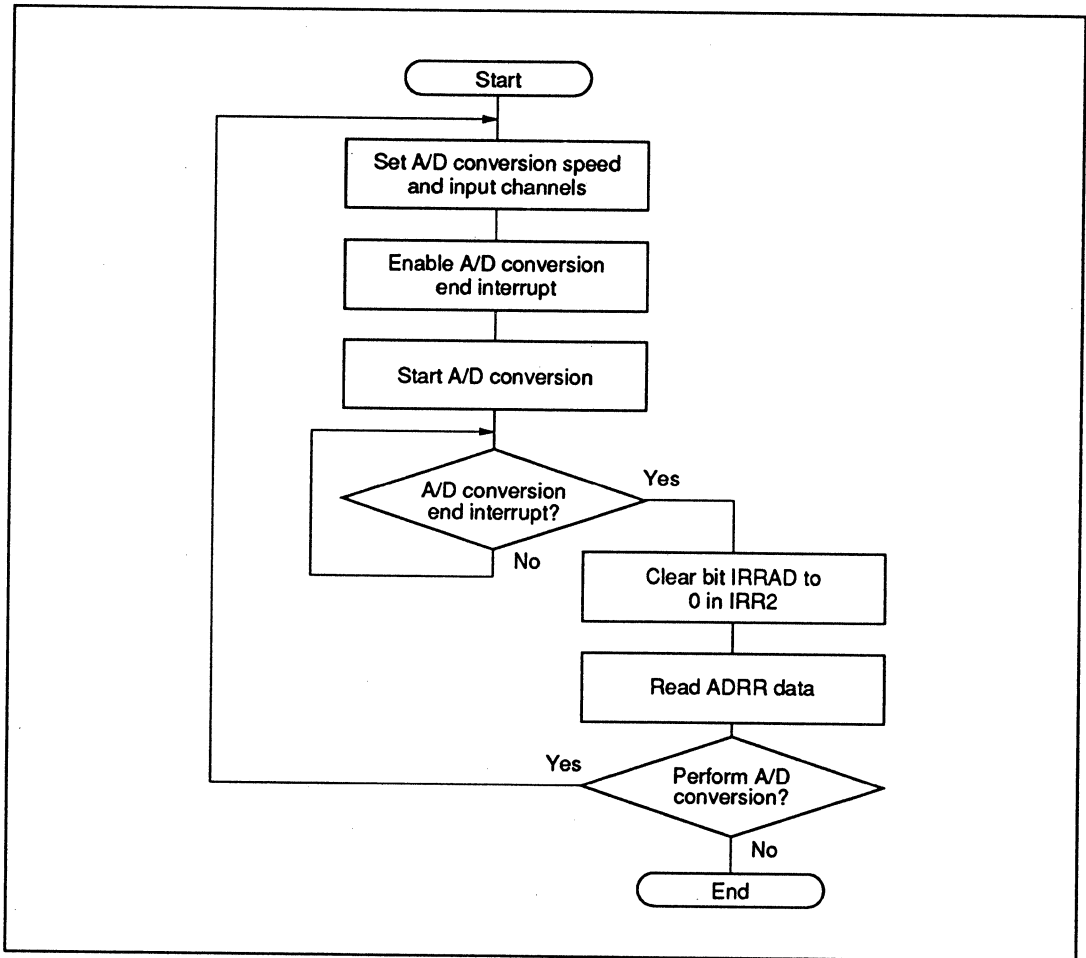 Start
Set A/D conversion speed
and input channels
Enable A/D conversion
end interrupt
Start A/D conversion
A/D conversion
end interrupt?
Yes
No
Clear bit IRRAD to
0 in IRR2
Read ADRR data
Perform A/D
conversion?
Yes
No
End